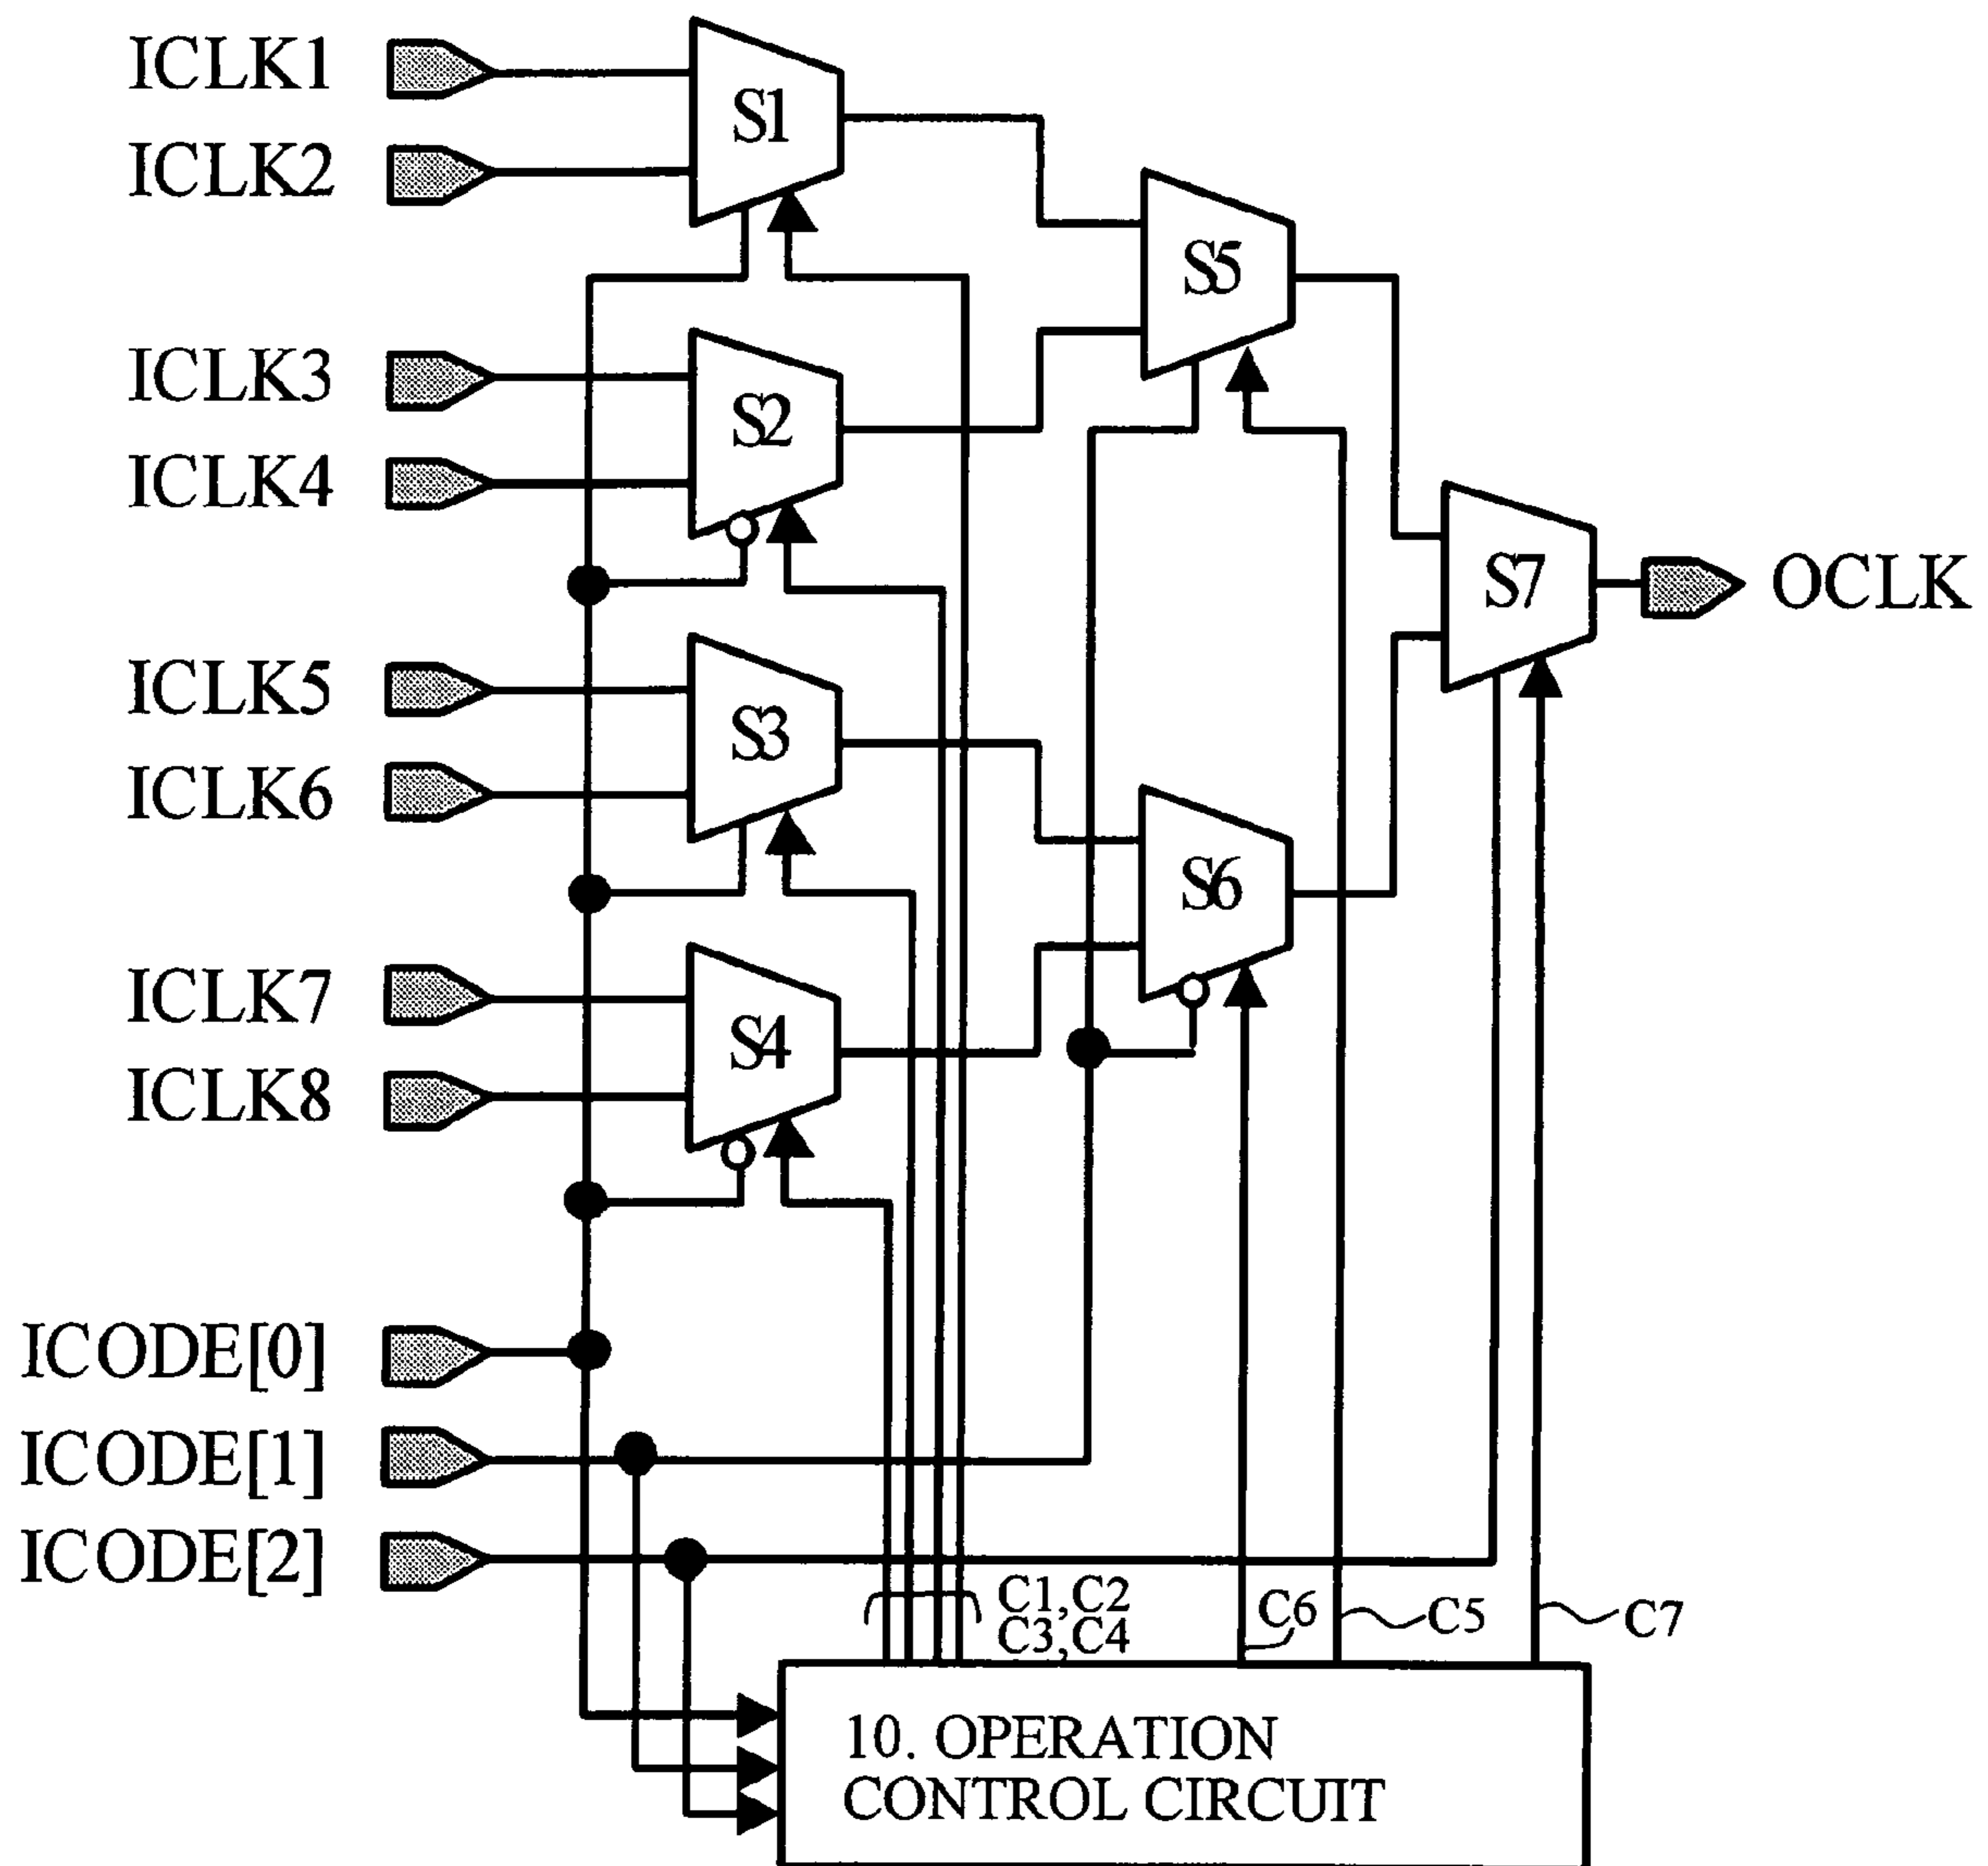 ICLK1
ICLK2
ICLK3
ICLK4
ICLK5
ICLK6
ICLK7
ICLK8
ICODE[0]
ICODE[1]
ICODE[2]
S1
S2
S3
S4
S5
S6
S7
OCLK
C1,C2
C3,C4
C6
C5
C7
10. OPERATION
CONTROL CIRCUIT